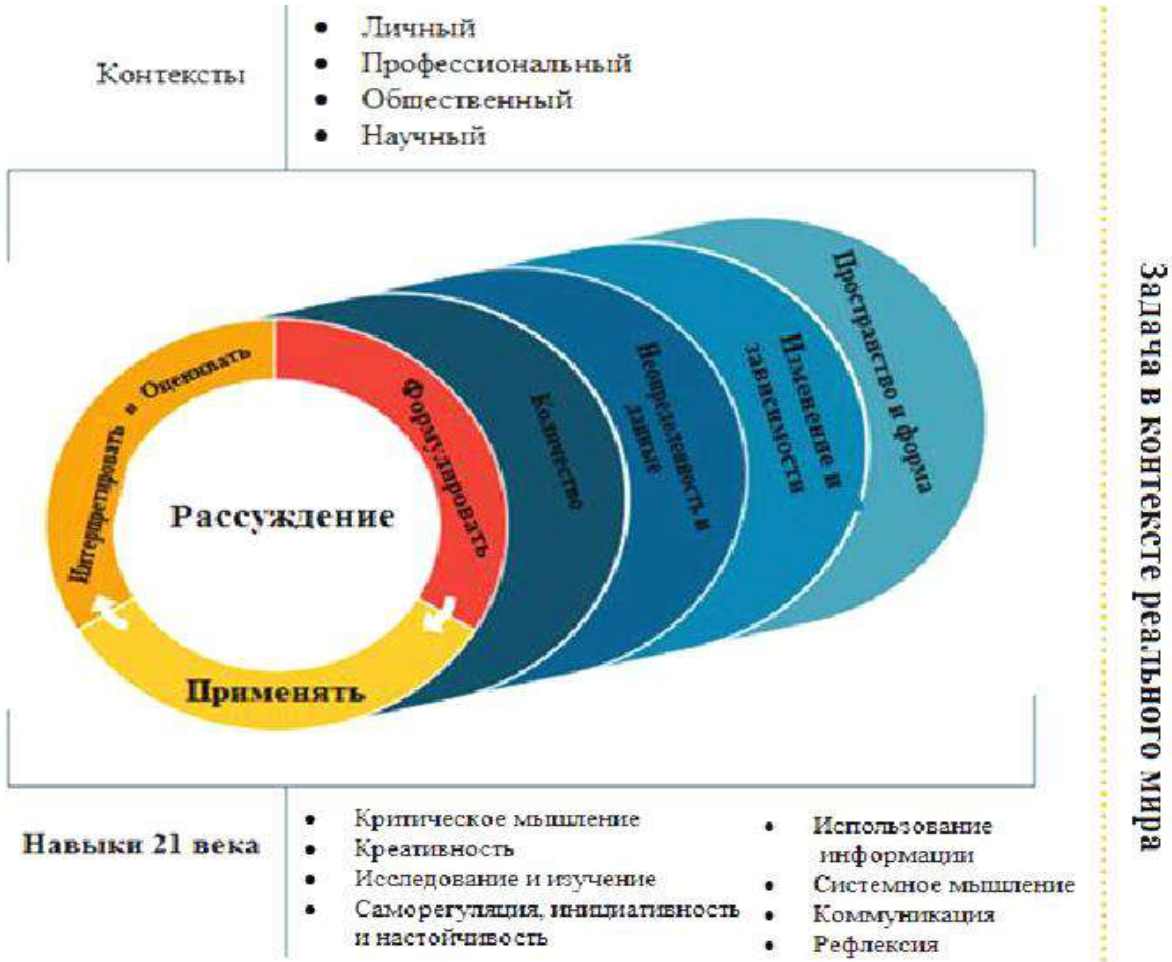 Контексты
• Личный
• Профессиональный
• Общественный
• Научный
Интерпретировать и Оценивать
Формулировать
Применять
Рассуждение
Количество
Неопределенность и
данные
Изменение и
зависимости
Пространство и форма
Задача в контексте реального мира
Навыки 21 века
• Критическое мышление
• Креативность
• Исследование и изучение
• Саморегуляция, инициативность
и настойчивость
• Использование
информации
• Системное мышление
• Коммуникация
• Рефлексия